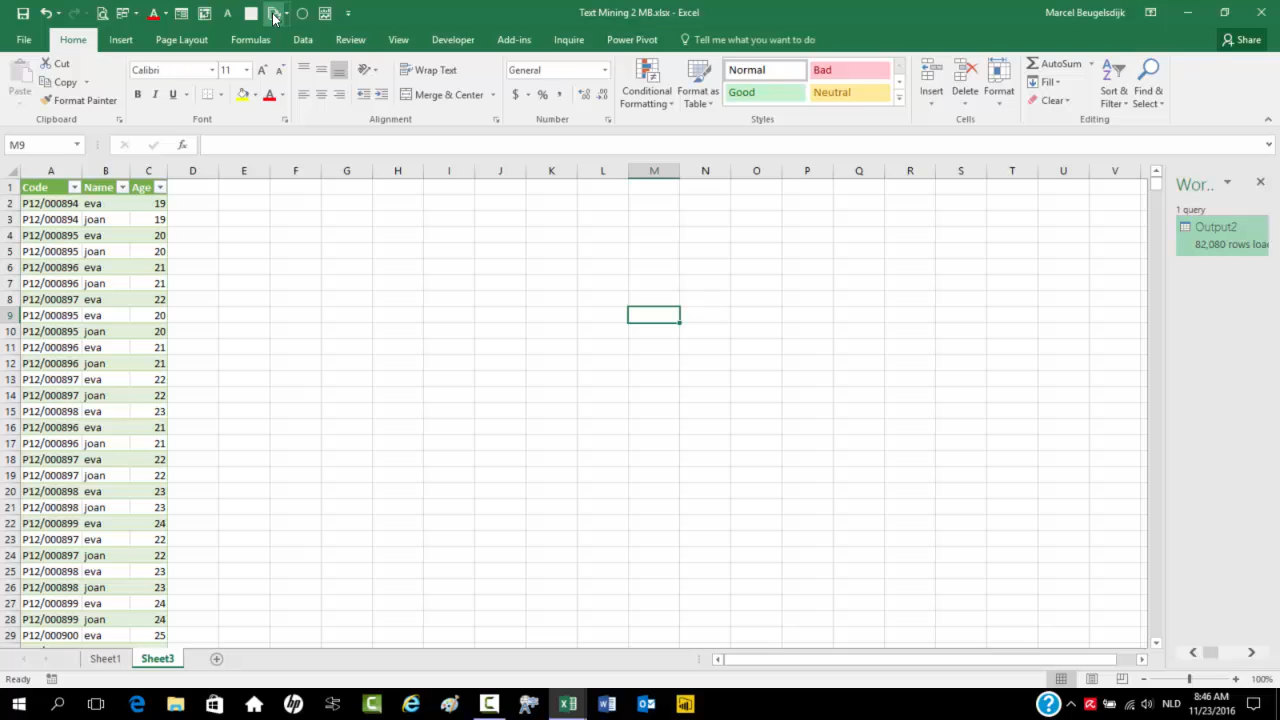 Text Mining 2 MB.xlsx - Excel
Marcel Beugelsdijk
File Home Insert Page Layout Formulas Data Review View Developer Add-ins Inquire Power Pivot Tell me what you want to do Share
Paste
Cut
Copy
Format Painter
Clipboard
Calibri 11
B I U
Font
Wrap Text
Merge & Center
Alignment
General
$ % ,
Number
Conditional Formatting
Format as Table
Normal Bad
Good Neutral
Styles
Insert Delete Format
Cells
AutoSum
Fill
Clear
Sort & Filter
Find & Select
Editing
M9
fx
A B C D E F G H I J K L M N O P Q R S T U V
1 Code Name Age
2 P12/000894 eva 19
3 P12/000894 joan 19
4 P12/000895 eva 20
5 P12/000895 joan 20
6 P12/000896 eva 21
7 P12/000896 joan 21
8 P12/000897 eva 22
9 P12/000895 eva 20
10 P12/000895 joan 20
11 P12/000896 eva 21
12 P12/000896 joan 21
13 P12/000897 eva 22
14 P12/000897 joan 22
15 P12/000898 eva 23
16 P12/000896 eva 21
17 P12/000896 joan 21
18 P12/000897 eva 22
19 P12/000897 joan 22
20 P12/000898 eva 23
21 P12/000898 joan 23
22 P12/000899 eva 24
23 P12/000897 eva 22
24 P12/000897 joan 22
25 P12/000898 eva 23
26 P12/000898 joan 23
27 P12/000899 eva 24
28 P12/000899 joan 24
29 P12/000900 eva 25
Wor..
1 query
Output2
82,080 rows loa
Sheet1 Sheet3
Ready
100%
NLD
8:46 AM
11/23/2016